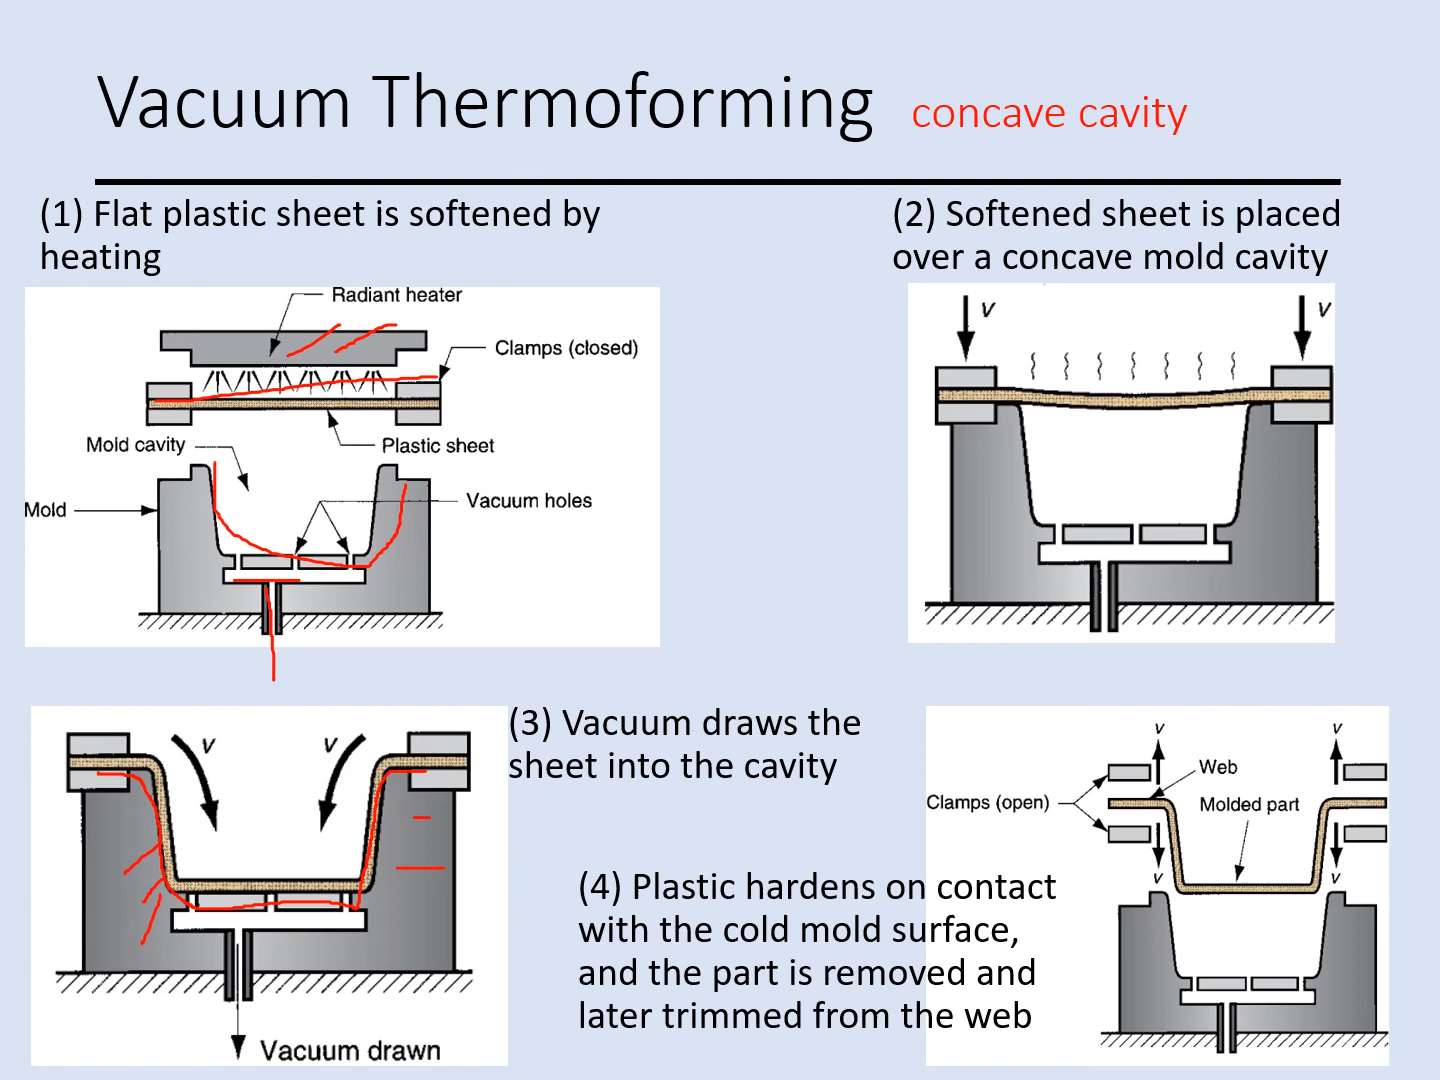 Vacuum Thermoforming concave cavity
(1) Flat plastic sheet is softened by
heating
Radiant heater
Clamps (closed)
Mold cavity
Plastic sheet
Mold
Vacuum holes
(2) Softened sheet is placed
over a concave mold cavity
v
v
(3) Vacuum draws the
sheet into the cavity
v
v
Vacuum drawn
(4) Plastic hardens on contact
with the cold mold surface,
and the part is removed and
later trimmed from the web
v
v
Web
Clamps (open)
Molded part
v
v